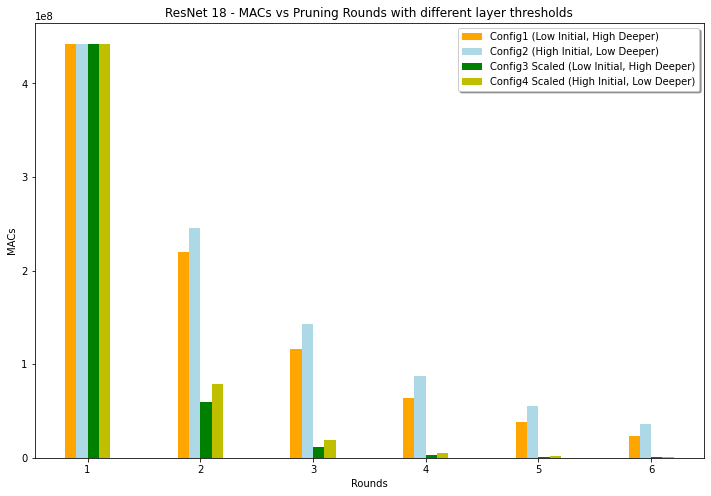 ResNet 18 - MACs vs Pruning Rounds with different layer thresholds
1e8
Config1 (Low Initial, High Deeper)
Config2 (High Initial, Low Deeper)
Config3 Scaled (Low Initial, High Deeper)
Config4 Scaled (High Initial, Low Deeper)
4
3
2
1
0
MACs
1 2 3 4 5 6
Rounds